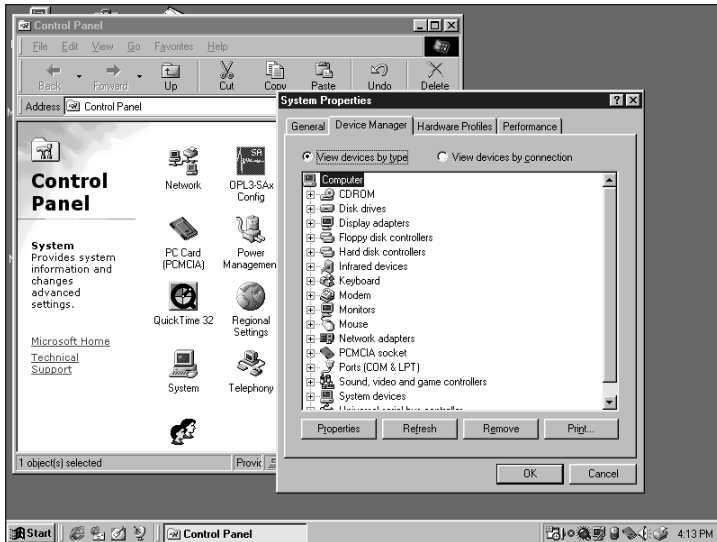 Control Panel
File Edit View Go Favorites Help
Back Forward Up Cut Copy Paste Undo Delete
Address Control Panel
Control
Panel
System
Provides system
information and
changes
advanced
settings.
Microsoft Home
Technical
Support
Network
OPL3-SAx
Config
PC Card
(PCMCIA)
Power
Managemen
QuickTime 32
Regional
Settings
System
Telephony
1 object(s) selected
System Properties
General Device Manager Hardware Profiles Performance
View devices by type View devices by connection
Computer
CDROM
Disk drives
Display adapters
Floppy disk controllers
Hard disk controllers
Infrared devices
Keyboard
Modem
Monitors
Mouse
Network adapters
PCMCIA socket
Ports (COM & LPT)
Sound, video and game controllers
System devices
Universal serial bus controller
Properties Refresh Remove Print...
OK Cancel
Start Control Panel 4:13 PM